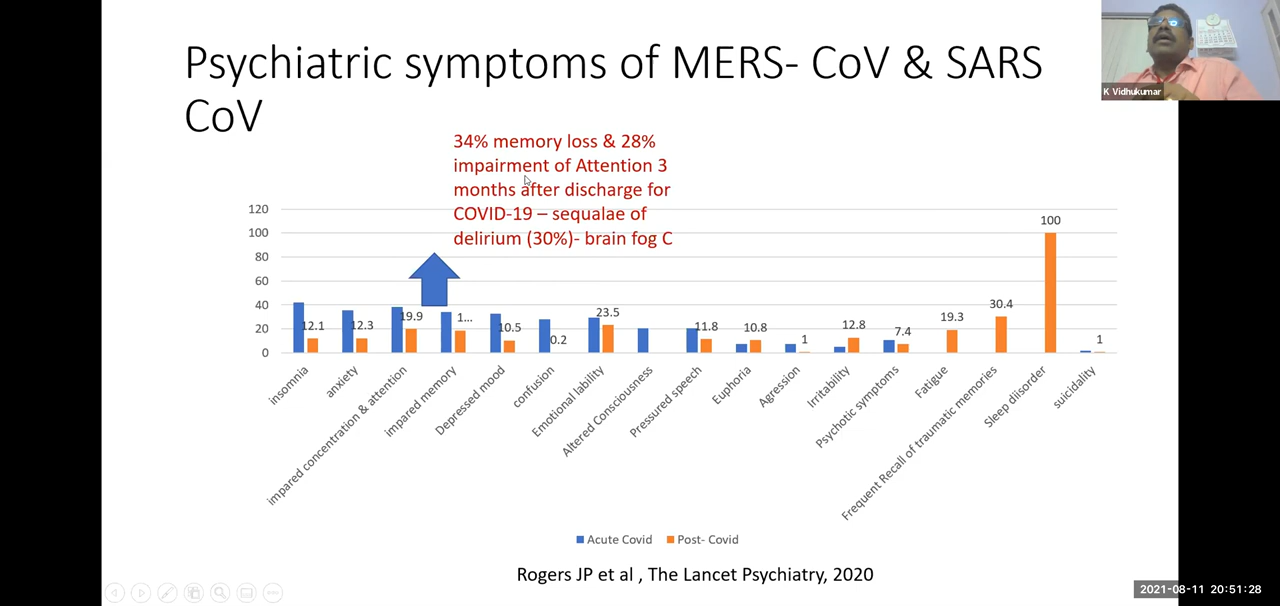 Psychiatric symptoms of MERS- CoV & SARS
CoV
K Vidhukumar
34% memory loss & 28%
impairment of Attention 3
months after discharge for
COVID-19 – sequalae of
delirium (30%)- brain fog C
120
100
80
60
40
20
0
12.1
12.3
19.9
1...
10.5
0.2
23.5
11.8
10.8
1
12.8
7.4
19.3
30.4
100
1
insomnia
anxiety
impared concentration & attention
impaired memory
Depressed mood
confusion
Emotional lability
Altered Consciousness
Pressured speech
Euphoria
Agression
Irritability
Psychotic symptoms
Fatigue
Frequent Recall of traumatic memories
Sleep disorder
suicidality
Acute Covid Post- Covid
Rogers JP et al , The Lancet Psychiatry, 2020
2021-08-11 20:51:28